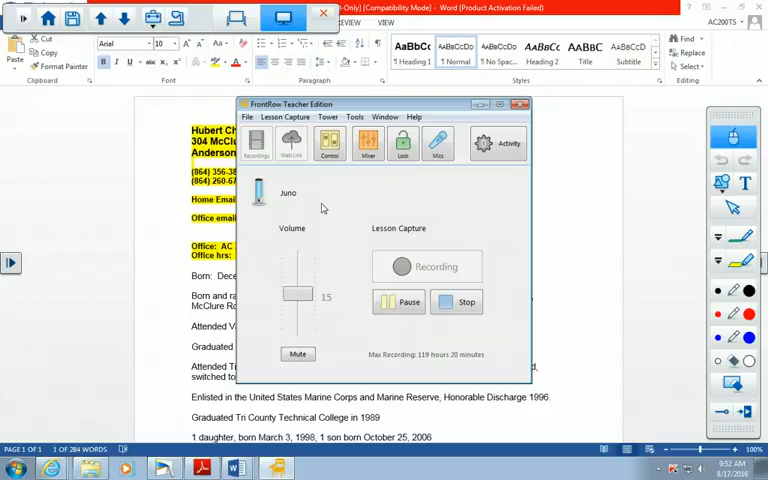 -Only) [Compatibility Mode] - Word (Product Activation Failed)
VIEW
AC200TS
Cut
Copy
Format Painter
Paste
Clipboard
Arial
10
B I U
Font
Paragraph
AaBbCc AaBbCcDd AaBbCcDd AaBbCc AaBbC AaBbCcD
¶ Heading 1 ¶ Normal ¶ No Spac... Heading 2 Title Subtitle
Styles
Find
Replace
Select
Editing
FrontRow Teacher Edition
File Lesson Capture Tower Tools Window Help
Recordings Web Link Control Mixer Lock Mics Activity
Juno
Volume
Lesson Capture
Recording
15
Pause Stop
Mute
Max Recording: 119 hours 20 minutes
Hubert Ch
304 McClu
Anderson
(864) 356-38
(864) 260-67
Home Email
Office email
Office: AC
Office hrs:
Born: Dece
Born and ra
McClure Ro
Attended V
Graduated
Attended Tr
d,
switched to
Enlisted in the United States Marine Corps and Marine Reserve, Honorable Discharge 1996.
Graduated Tri County Technical College in 1989
1 daughter, born March 3, 1998, 1 son born October 25, 2006
T
PAGE 1 OF 1 1 OF 284 WORDS
100%
9:52 AM
8/17/2016